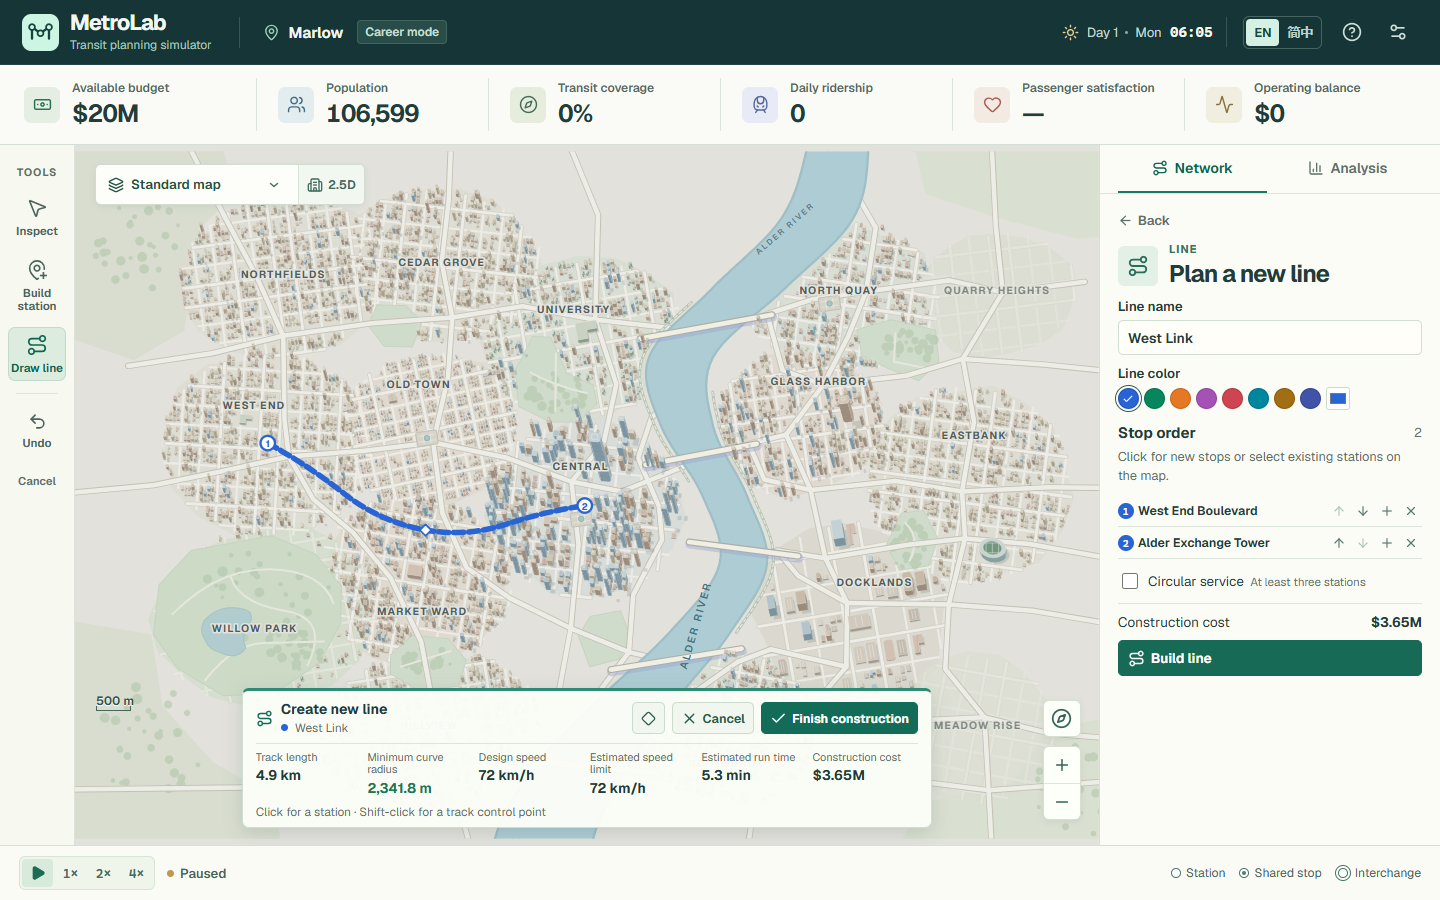 MetroLab
Transit planning simulator
Marlow
Career mode
Day 1 • Mon 06:05
EN
简中
Available budget
$20M
Population
106,599
Transit coverage
0%
Daily ridership
0
Passenger satisfaction
—
Operating balance
$0
TOOLS
Inspect
Build
station
Draw line
Undo
Cancel
Standard map
2.5D
ALDER RIVER
CEDAR GROVE
NORTHFIELDS
UNIVERSITY
NORTH QUAY
QUARRY HEIGHTS
OLD TOWN
GLASS HARBOR
WEST END
EASTBANK
1
CENTRAL
2
DOCKLANDS
MARKET WARD
WILLOW PARK
ALDER RIVER
500 m
MEADOW RISE
Create new line
West Link
Cancel
Finish construction
Track length
4.9 km
Minimum curve
radius
2,341.8 m
Design speed
72 km/h
Estimated speed
limit
72 km/h
Estimated run time
5.3 min
Construction cost
$3.65M
Click for a station · Shift-click for a track control point
Network
Analysis
Back
LINE
Plan a new line
Line name
West Link
Line color
Stop order
2
Click for new stops or select existing stations on
the map.
1 West End Boulevard
2 Alder Exchange Tower
Circular service At least three stations
Construction cost
$3.65M
Build line
1×
2×
4×
Paused
Station
Shared stop
Interchange